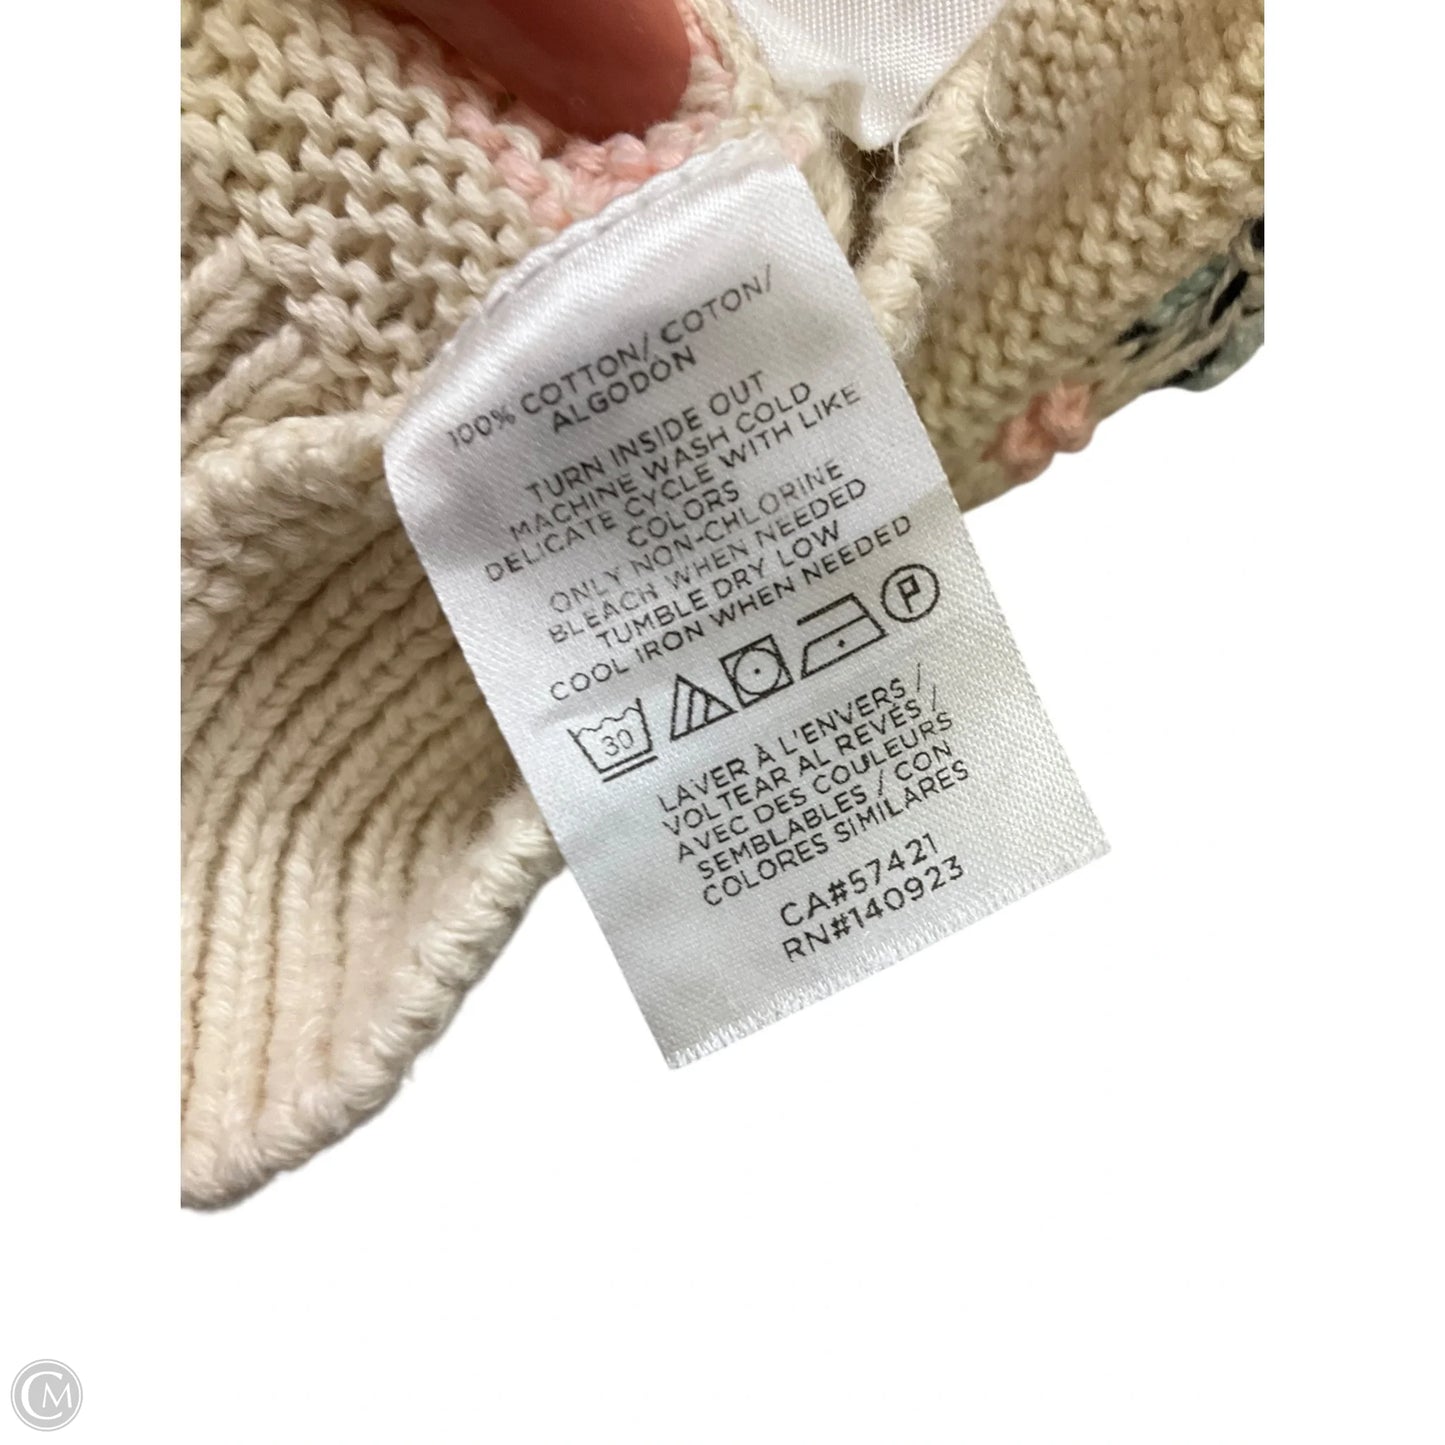 100% COTTON/ COTON/
ALGODÓN
TURN INSIDE OUT
MACHINE WASH COLD
DELICATE CYCLE WITH LIKE
COLORS
ONLY NON-CHLORINE
BLEACH WHEN NEEDED
TUMBLE DRY LOW
COOL IRON WHEN NEEDED
30
P
LAVER À L'ENVERS /
VOLTEAR AL REVÉS /
AVEC DES COULEURS
SEMBLABLES / CON
COLORES SIMILARES
CA#57421
RN#140923
CM